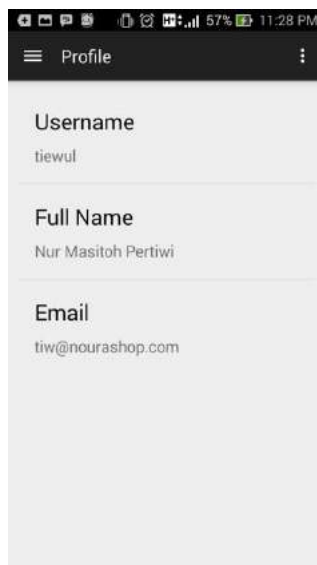 57% 11:28 PM
Profile
Username
tiewul
Full Name
Nur Masitoh Pertiwi
Email
tiw@nourashop.com